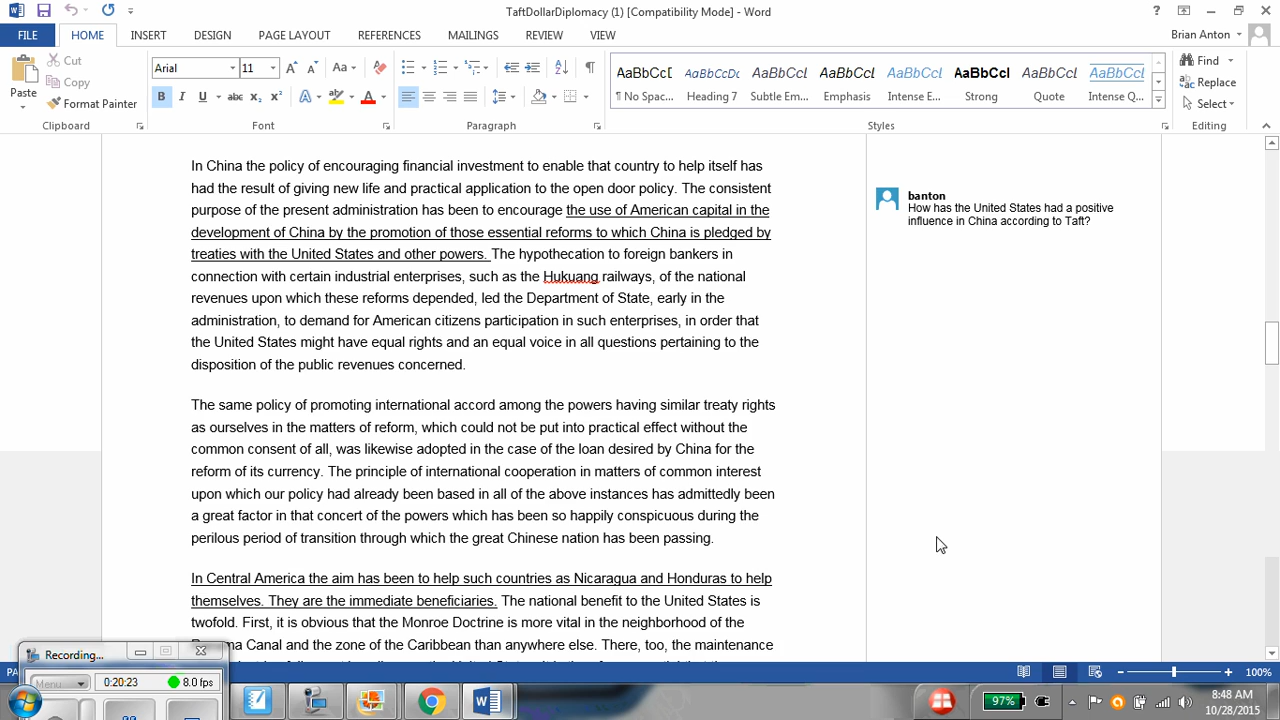 TaftDollarDiplomacy (1) [Compatibility Mode] - Word
FILE HOME INSERT DESIGN PAGE LAYOUT REFERENCES MAILINGS REVIEW VIEW Brian Anton
Paste
Cut
Copy
Format Painter
Arial 11
Aa
B I U abc x₂ x² A A
AaBbCcD AaBbCcDc AaBbCcl AaBbCcl AaBbCcl AaBbCcl AaBbCcl AaBbCcl
¶ No Spac... Heading 7 Subtle Em... Emphasis Intense E... Strong Quote Intense Q...
Find
Replace
Select
Clipboard Font Paragraph Styles Editing
In China the policy of encouraging financial investment to enable that country to help itself has
had the result of giving new life and practical application to the open door policy. The consistent
purpose of the present administration has been to encourage the use of American capital in the
development of China by the promotion of those essential reforms to which China is pledged by
treaties with the United States and other powers. The hypothecation to foreign bankers in
connection with certain industrial enterprises, such as the Hukuang railways, of the national
revenues upon which these reforms depended, led the Department of State, early in the
administration, to demand for American citizens participation in such enterprises, in order that
the United States might have equal rights and an equal voice in all questions pertaining to the
disposition of the public revenues concerned.
banton
How has the United States had a positive
influence in China according to Taft?
The same policy of promoting international accord among the powers having similar treaty rights
as ourselves in the matters of reform, which could not be put into practical effect without the
common consent of all, was likewise adopted in the case of the loan desired by China for the
reform of its currency. The principle of international cooperation in matters of common interest
upon which our policy had already been based in all of the above instances has admittedly been
a great factor in that concert of the powers which has been so happily conspicuous during the
perilous period of transition through which the great Chinese nation has been passing.
In Central America the aim has been to help such countries as Nicaragua and Honduras to help
themselves. They are the immediate beneficiaries. The national benefit to the United States is
twofold. First, it is obvious that the Monroe Doctrine is more vital in the neighborhood of the
Canal and the zone of the Caribbean than anywhere else. There, too, the maintenance
Recording...
Menu 0:20:23 8.0 fps
100%
97%
8:48 AM
10/28/2015